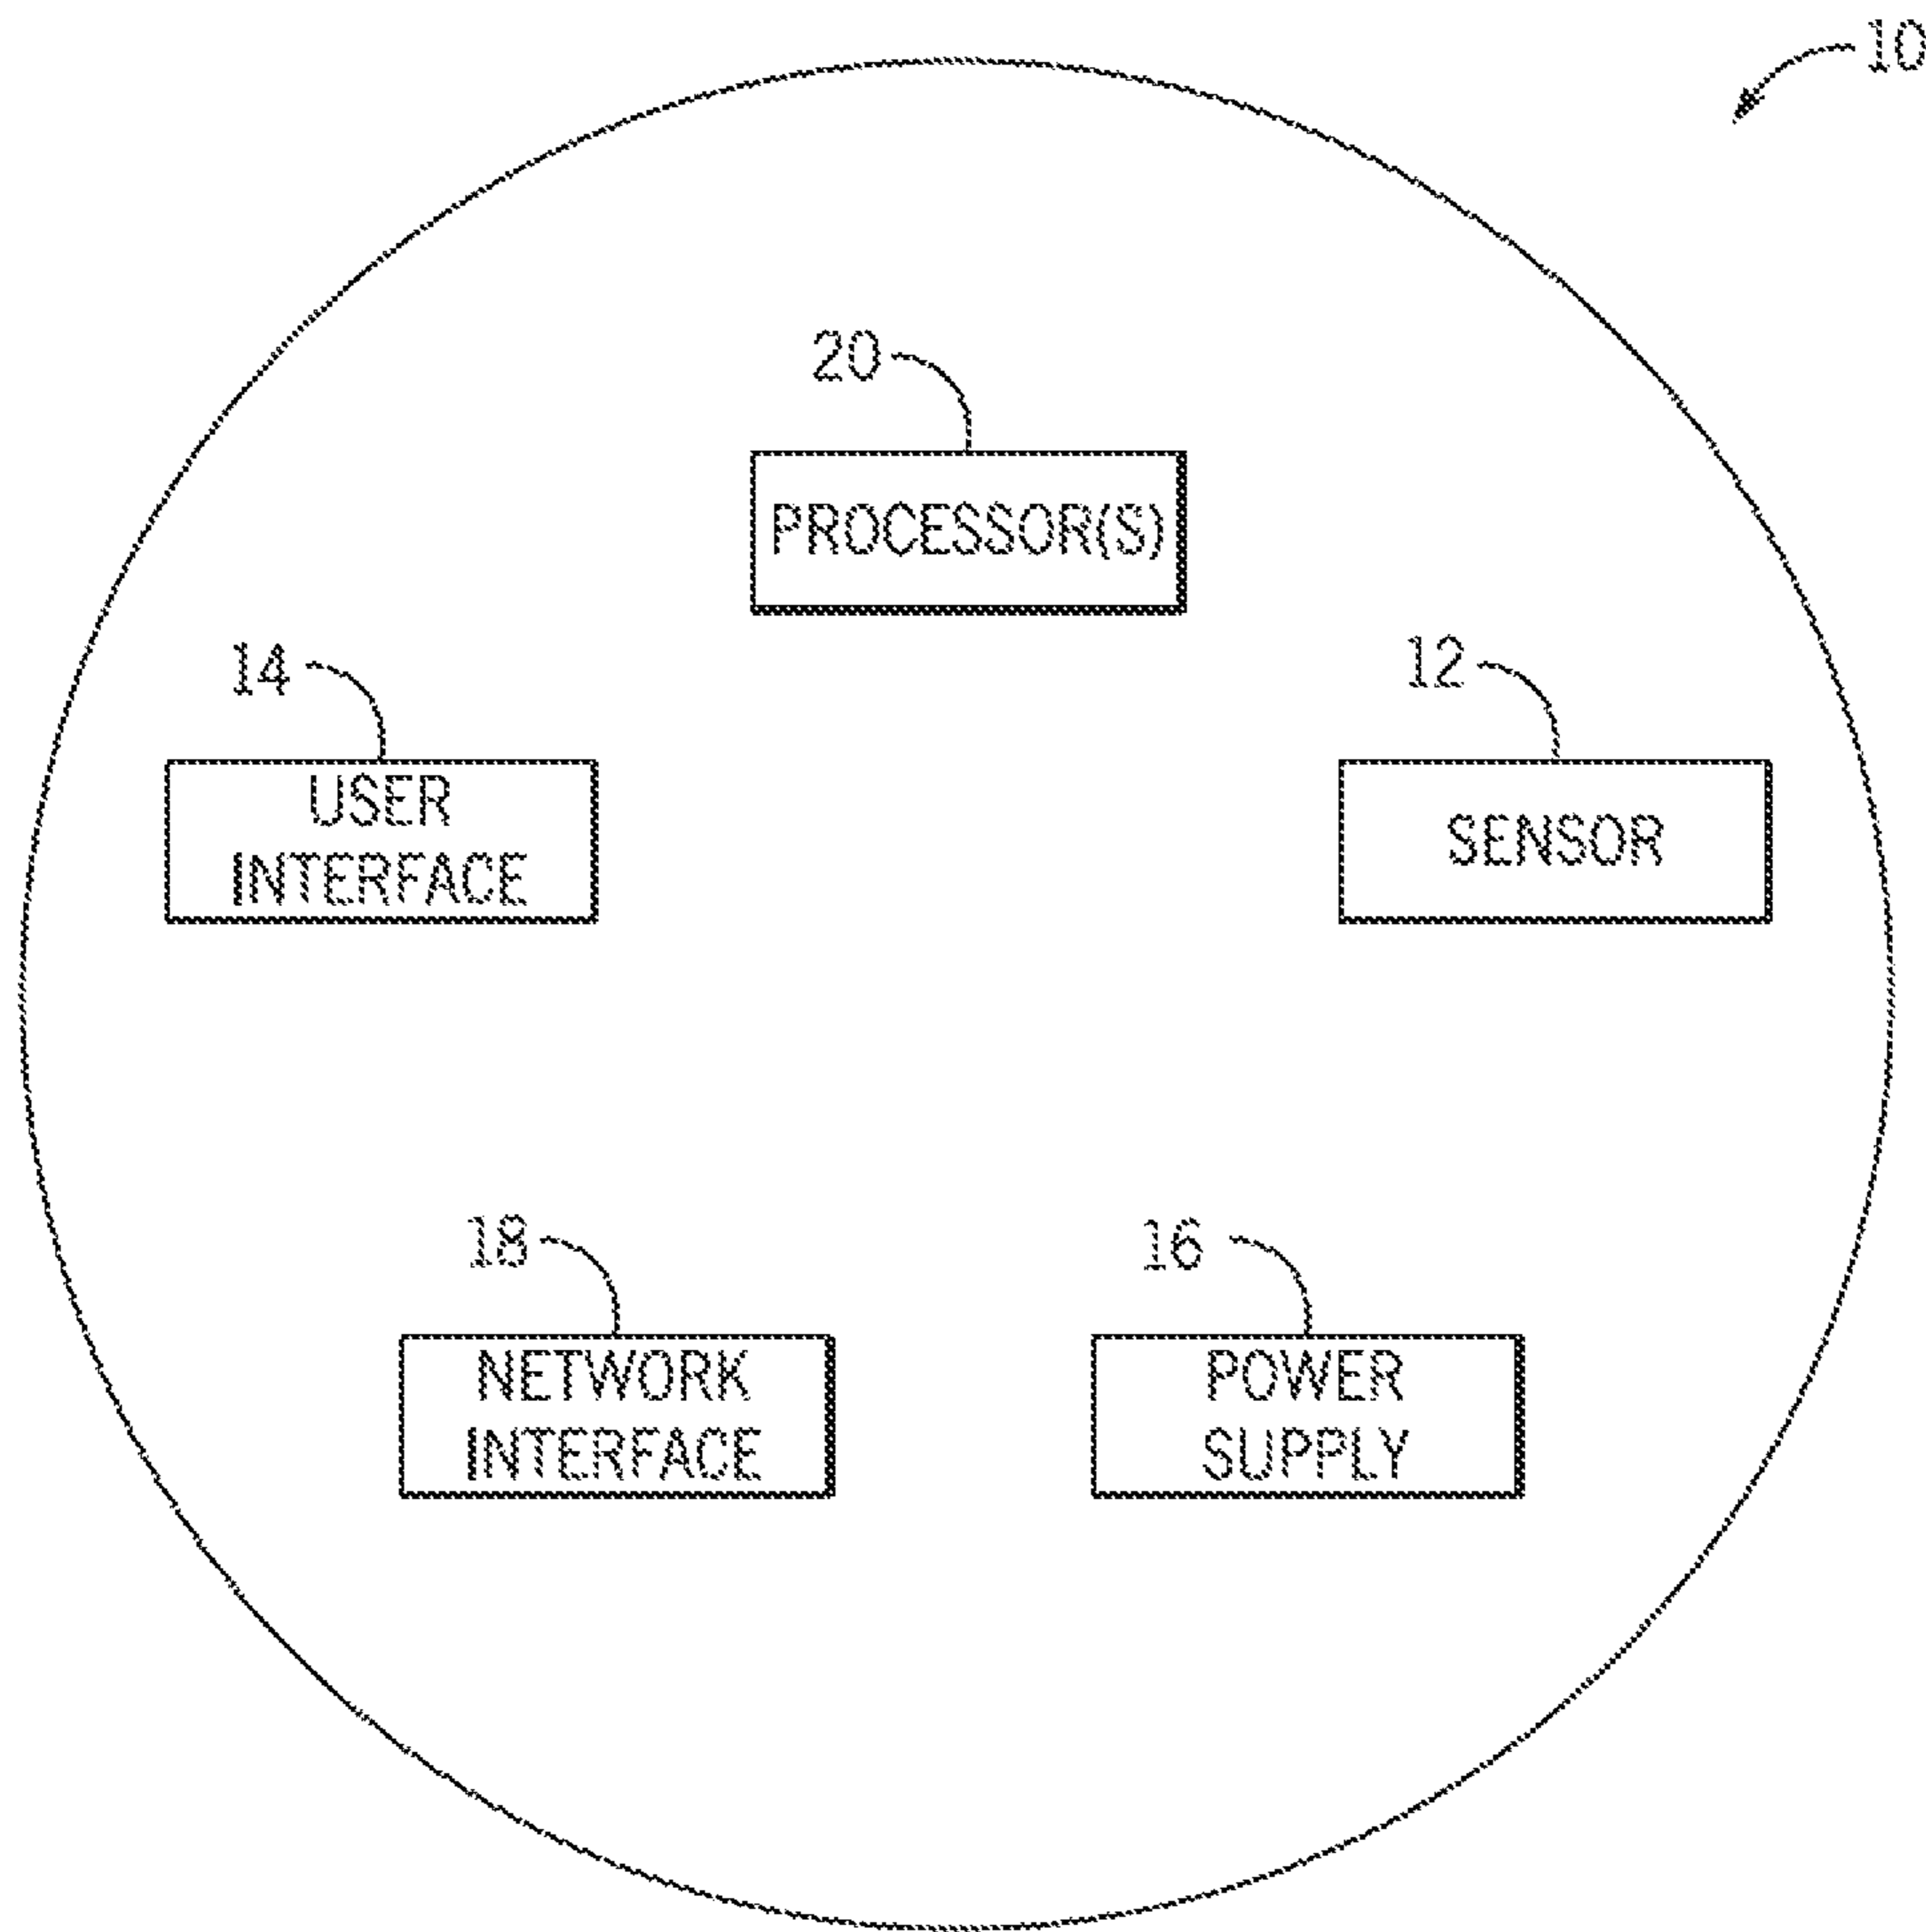 10
20
PROCESSOR(S)
14
USER
INTERFACE
12
SENSOR
18
NETWORK
INTERFACE
16
POWER
SUPPLY